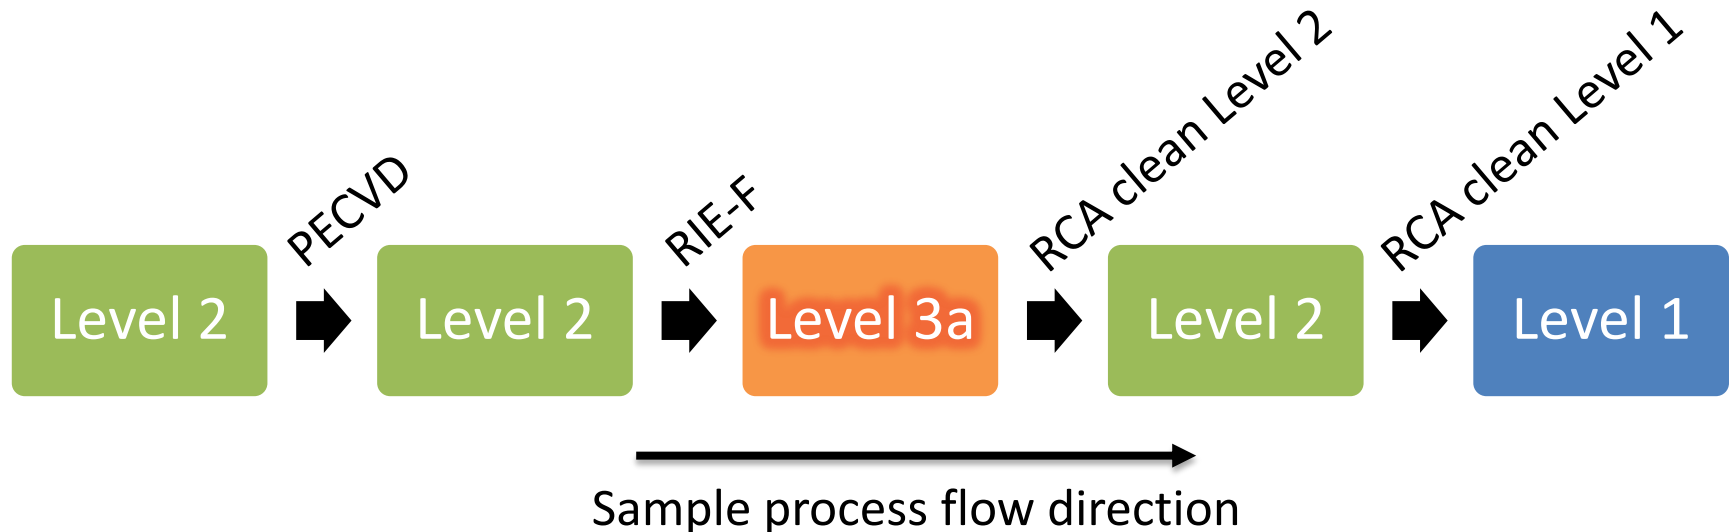 PECVD
RIE-F
RCA clean Level 2
RCA clean Level 1
Level 2
Level 2
Level 3a
Level 2
Level 1
Sample process flow direction